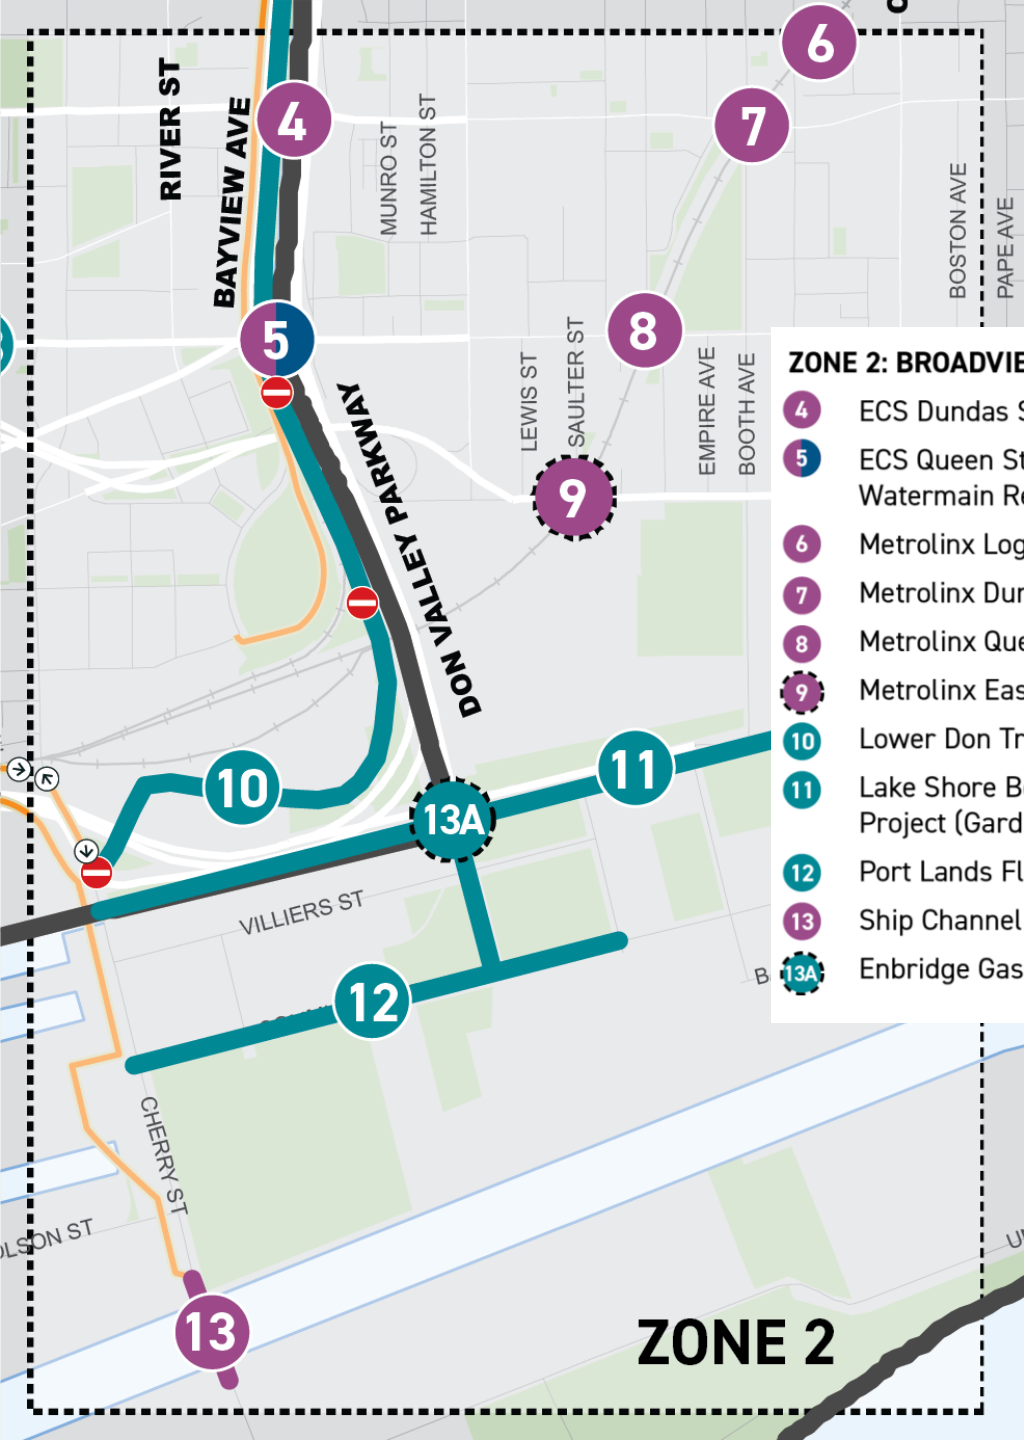 6
RIVER ST
BAYVIEW AVE
4
MUNRO ST
HAMILTON ST
7
BOSTON AVE
PAPE AVE
5
8
LEWIS ST
SAULTER ST
EMPIRE AVE
BOOTH AVE
DON VALLEY PARKWAY
9
ZONE 2: BROADVIE
4 ECS Dundas S
5 ECS Queen St
Watermain Re
6 Metrolinx Log
7 Metrolinx Dun
8 Metrolinx Que
9 Metrolinx Eas
10 Lower Don Tr
11 Lake Shore Bo
Project (Gard
12 Port Lands Fl
13 Ship Channel
13A Enbridge Gas
10
11
13A
VILLIERS ST
12
CHERRY ST
OLSON ST
13
ZONE 2